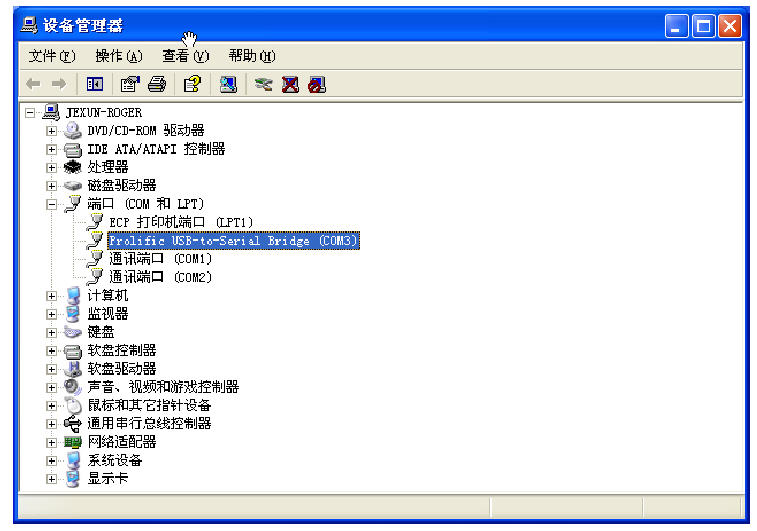 设备管理器
文件(F) 操作(A) 查看(V) 帮助(H)
JEXUN-ROGER
DVD/CD-ROM 驱动器
IDE ATA/ATAPI 控制器
处理器
磁盘驱动器
端口 (COM 和 LPT)
ECP 打印机端口 (LPT1)
Prolific USB-to-Serial Bridge (COM3)
通讯端口 (COM1)
通讯端口 (COM2)
计算机
监视器
键盘
软盘控制器
软盘驱动器
声音、视频和游戏控制器
鼠标和其它指针设备
通用串行总线控制器
网络适配器
系统设备
显示卡